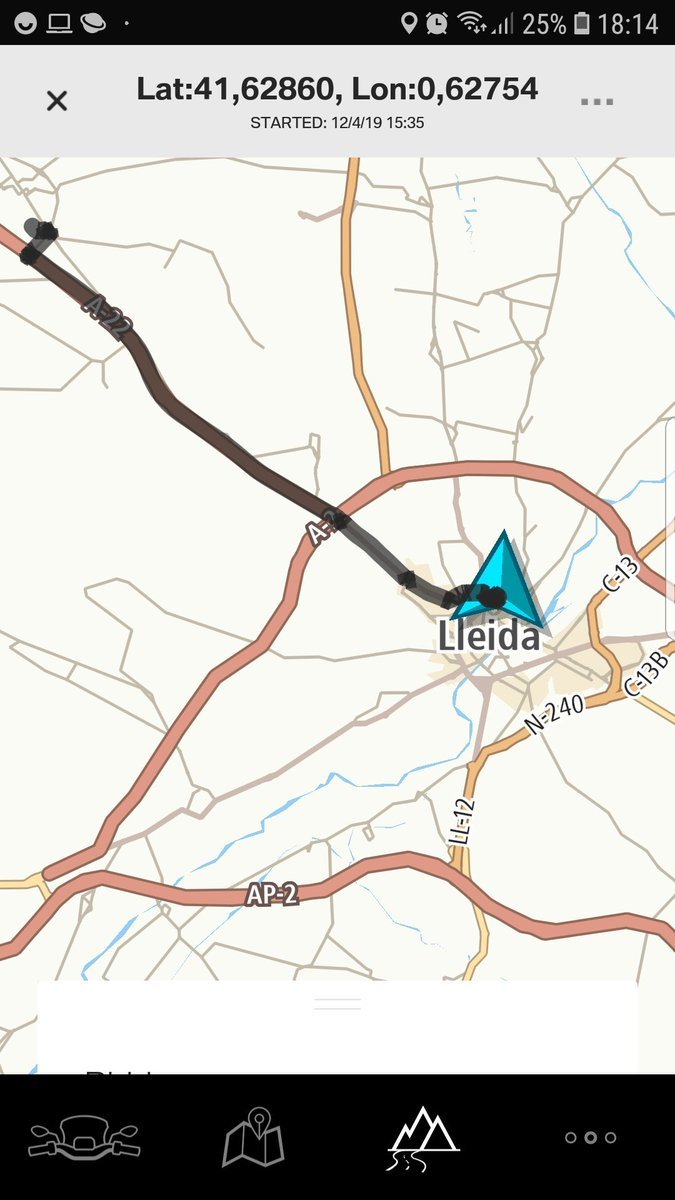 25% 18:14
Lat:41,62860, Lon:0,62754
STARTED: 12/4/19 15:35
A-22
A-2
C-13
Lleida
C-13B
N-240
LL-12
AP-2